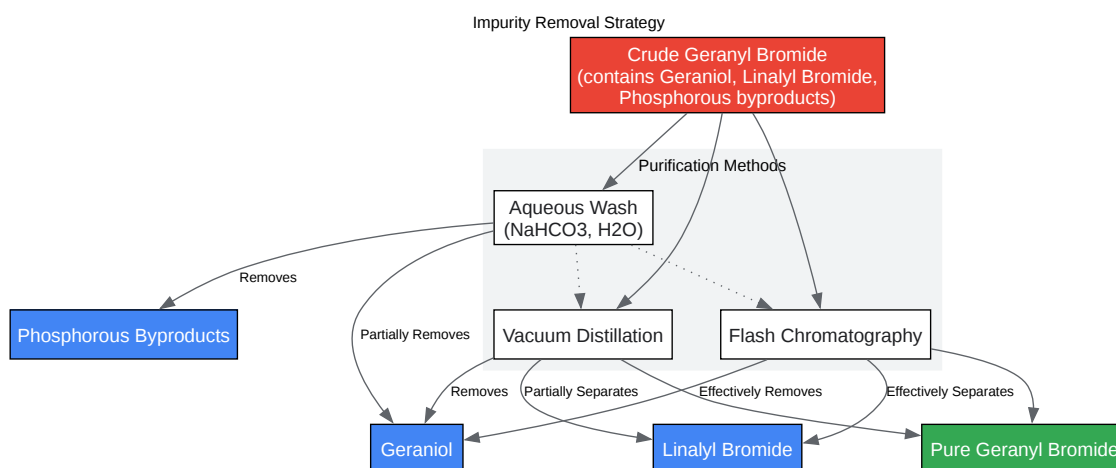 Impurity Removal Strategy
Crude Geranyl Bromide
(contains Geraniol, Linalyl Bromide,
Phosphorous byproducts)
Purification Methods
Aqueous Wash
(NaHCO3, H2O)
Removes
Phosphorous Byproducts
Vacuum Distillation
Flash Chromatography
Partially Removes
Removes
Partially Separates
Effectively Removes
Effectively Separates
Geraniol
Linalyl Bromide
Pure Geranyl Bromide